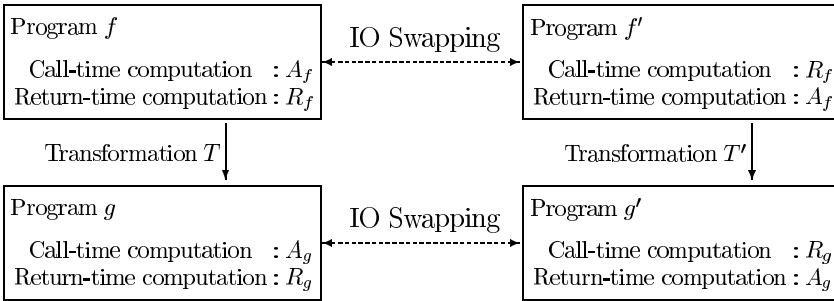 Program f
Call-time computation : A_f
Return-time computation : R_f
IO Swapping
Program f′
Call-time computation : R_f
Return-time computation : A_f
Transformation T
Transformation T′
Program g
Call-time computation : A_g
Return-time computation : R_g
IO Swapping
Program g′
Call-time computation : R_g
Return-time computation : A_g